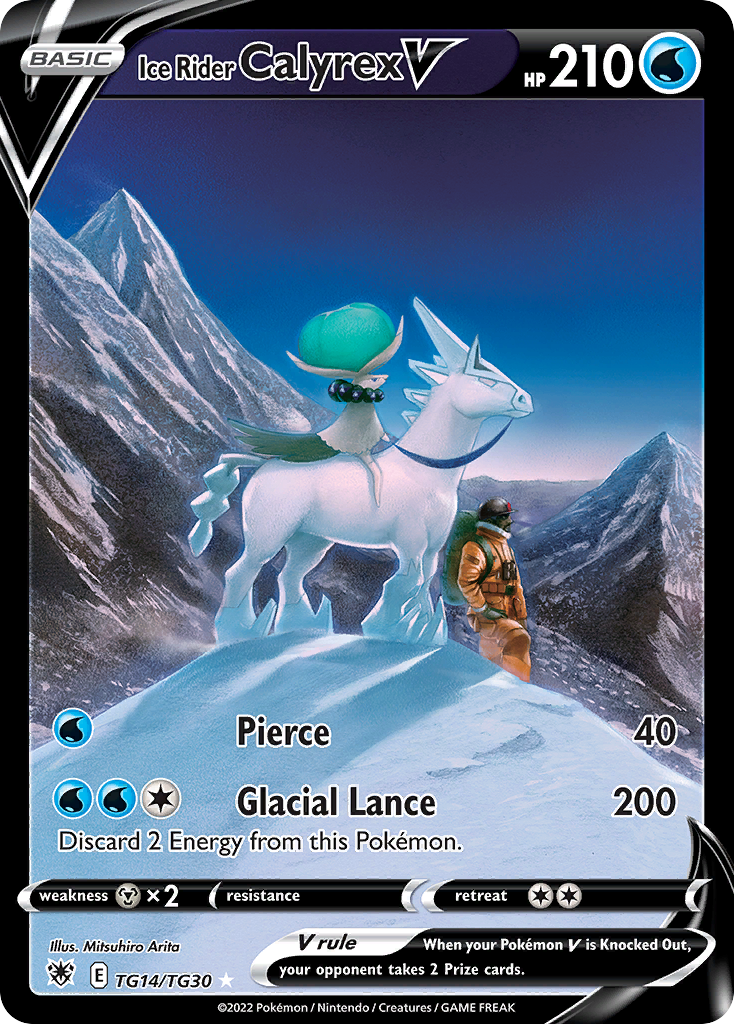 BASIC Ice Rider Calyrex V HP 210
Pierce 40
Glacial Lance 200
Discard 2 Energy from this Pokémon.
weakness ×2 resistance retreat
Illus. Mitsuhiro Arita
V rule When your Pokémon V is Knocked Out,
your opponent takes 2 Prize cards.
E TG14/TG30
©2022 Pokémon / Nintendo / Creatures / GAME FREAK